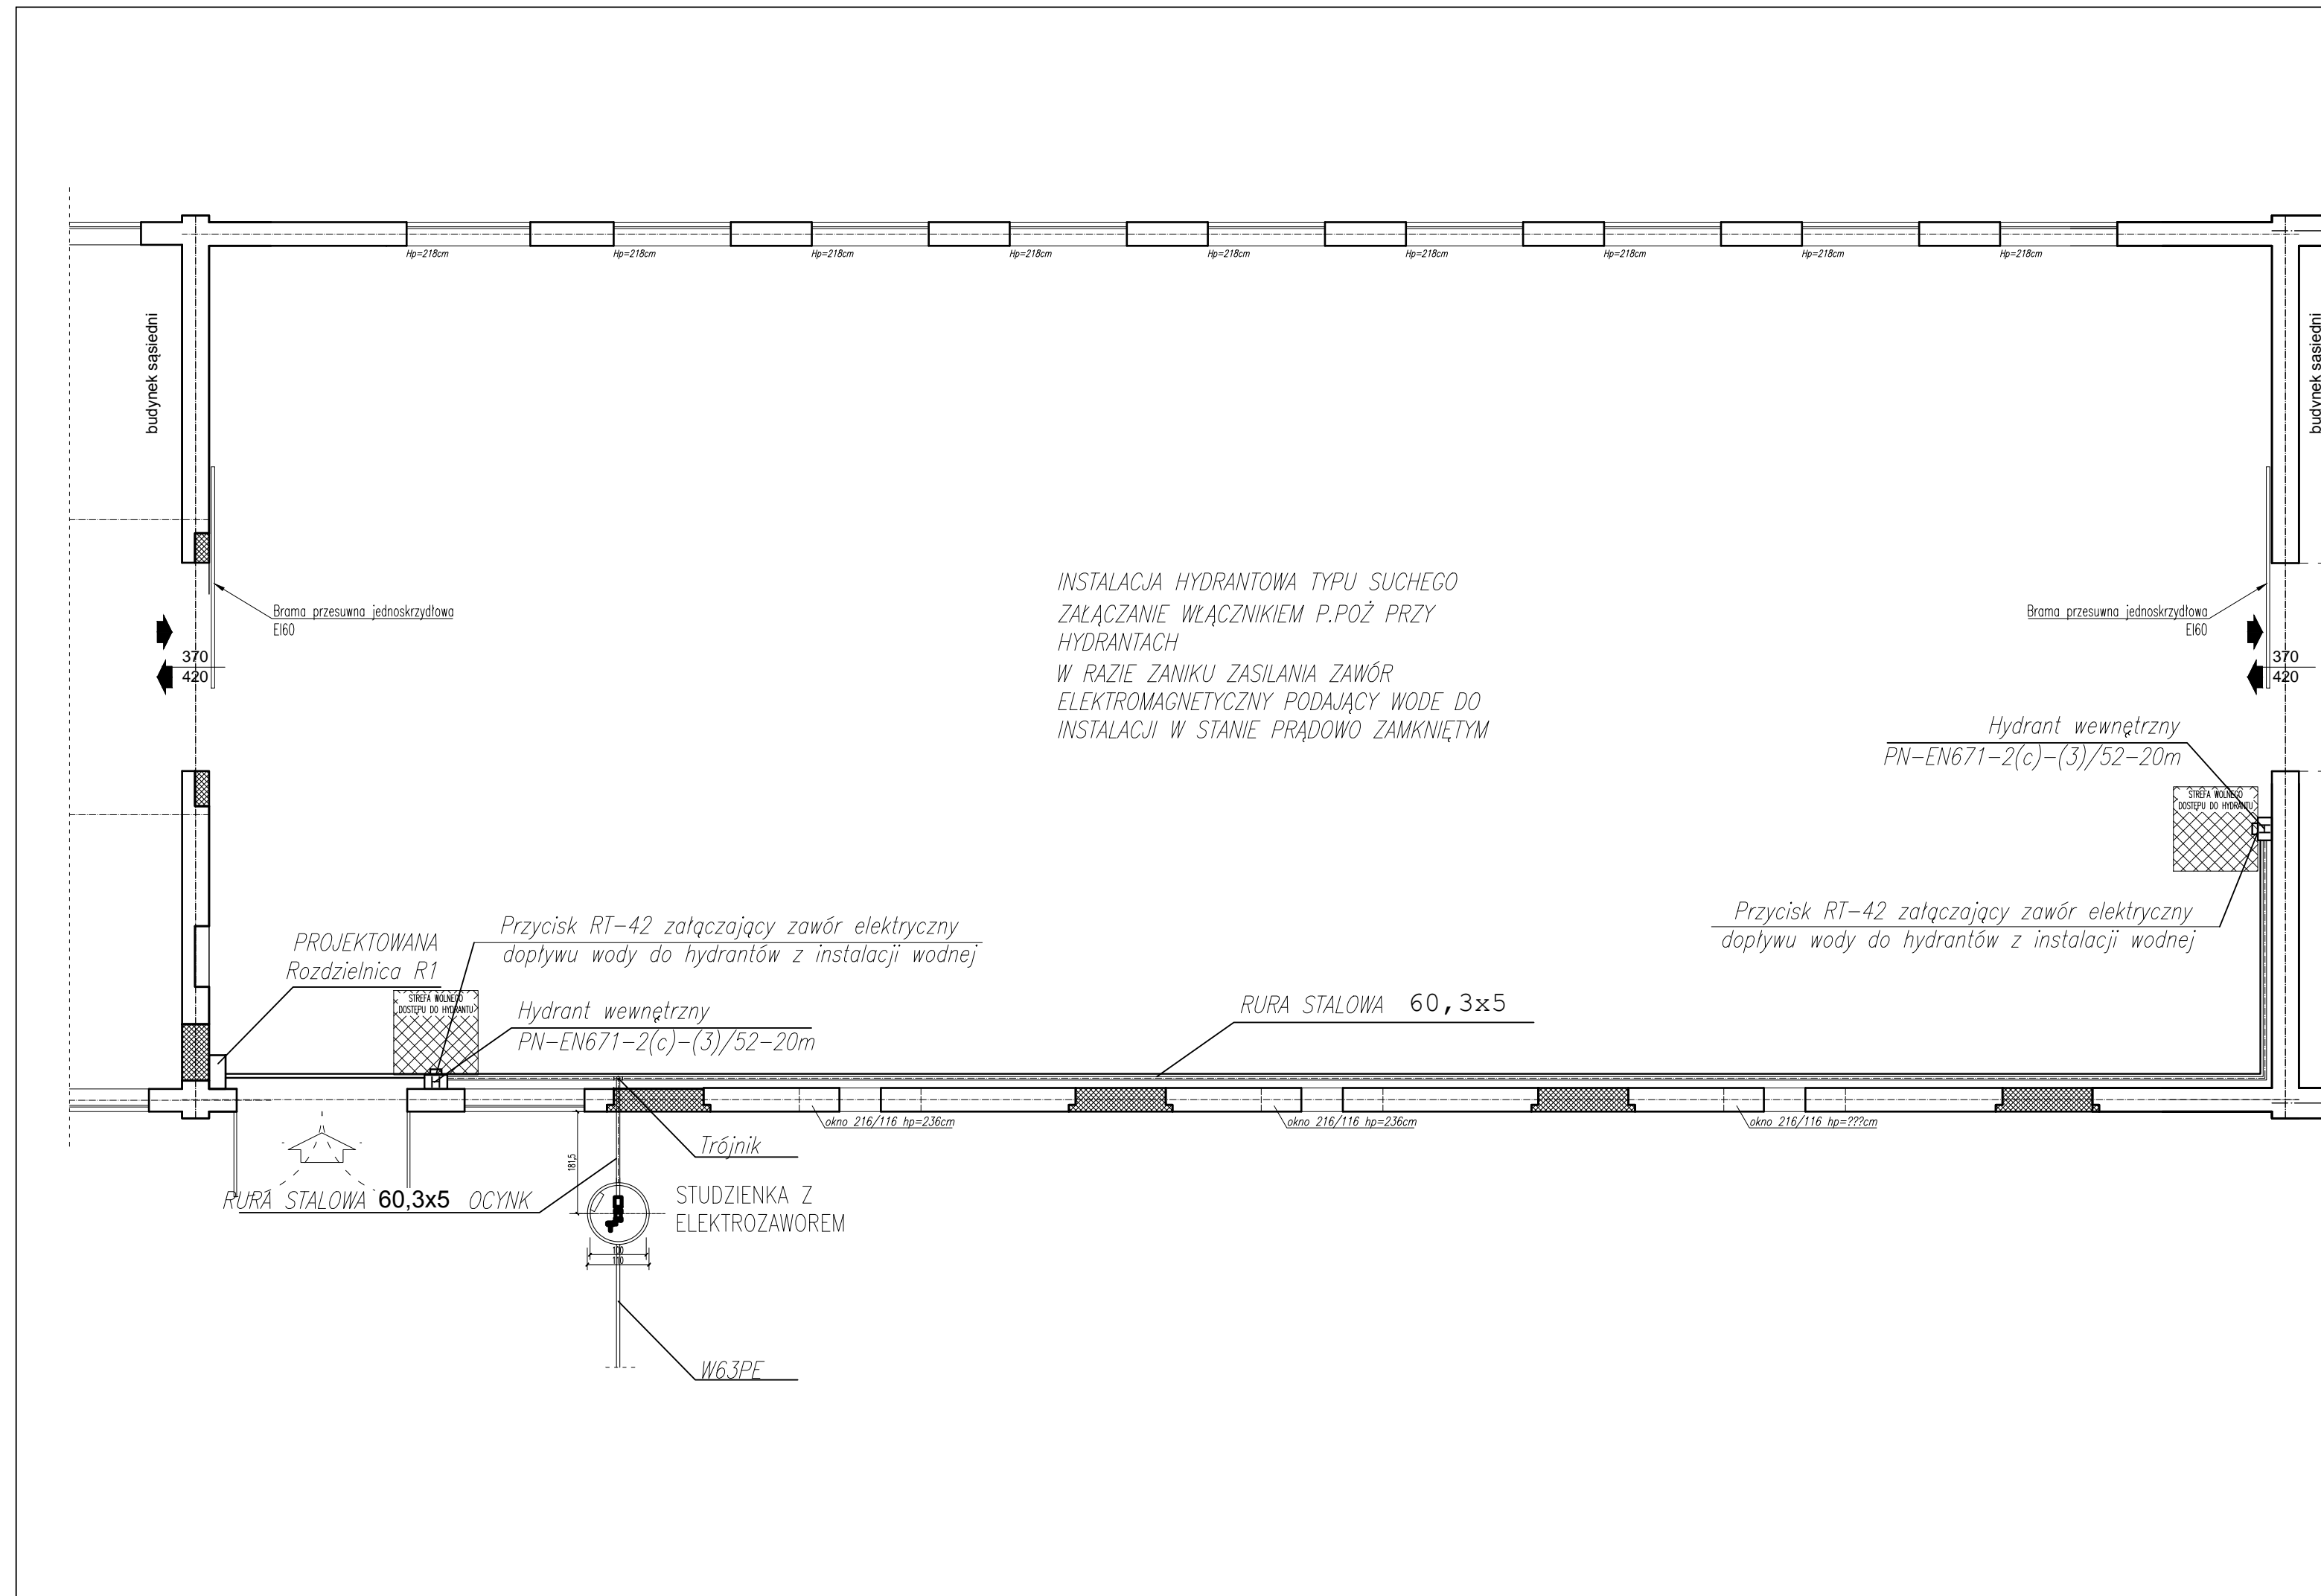 Hp=218cm
Hp=218cm
Hp=218cm
Hp=218cm
Hp=218cm
Hp=218cm
Hp=218cm
Hp=218cm
Hp=218cm
budynek sąsiedni
budynek sąsiedni
INSTALACJA HYDRANTOWA TYPU SUCHEGO
ZAŁĄCZANIE WŁĄCZNIKIEM P.POŻ PRZY
HYDRANTACH
W RAZIE ZANIKU ZASILANIA ZAWÓR
ELEKTROMAGNETYCZNY PODAJĄCY WODE DO
INSTALACJI W STANIE PRĄDOWO ZAMKNIĘTYM
Brama przesuwna jednoskrzydłowa
EI60
370
420
Brama przesuwna jednoskrzydłowa
EI60
370
420
Hydrant wewnętrzny
PN-EN671-2(c)-(3)/52-20m
STREFA WOLNEGO
DOSTĘPU DO HYDRANTU
Przycisk RT-42 załączający zawór elektryczny
dopływu wody do hydrantów z instalacji wodnej
PROJEKTOWANA
Rozdzielnica R1
Przycisk RT-42 załączający zawór elektryczny
dopływu wody do hydrantów z instalacji wodnej
STREFA WOLNEGO
DOSTĘPU DO HYDRANTU
Hydrant wewnętrzny
PN-EN671-2(c)-(3)/52-20m
RURA STALOWA 60,3x5
okno 216/116 hp=236cm
okno 216/116 hp=236cm
okno 216/116 hp=???cm
Trójnik
181,5
RURA STALOWA 60,3x5 OCYNK
STUDZIENKA Z
ELEKTROZAWOREM
100
110
W63PE